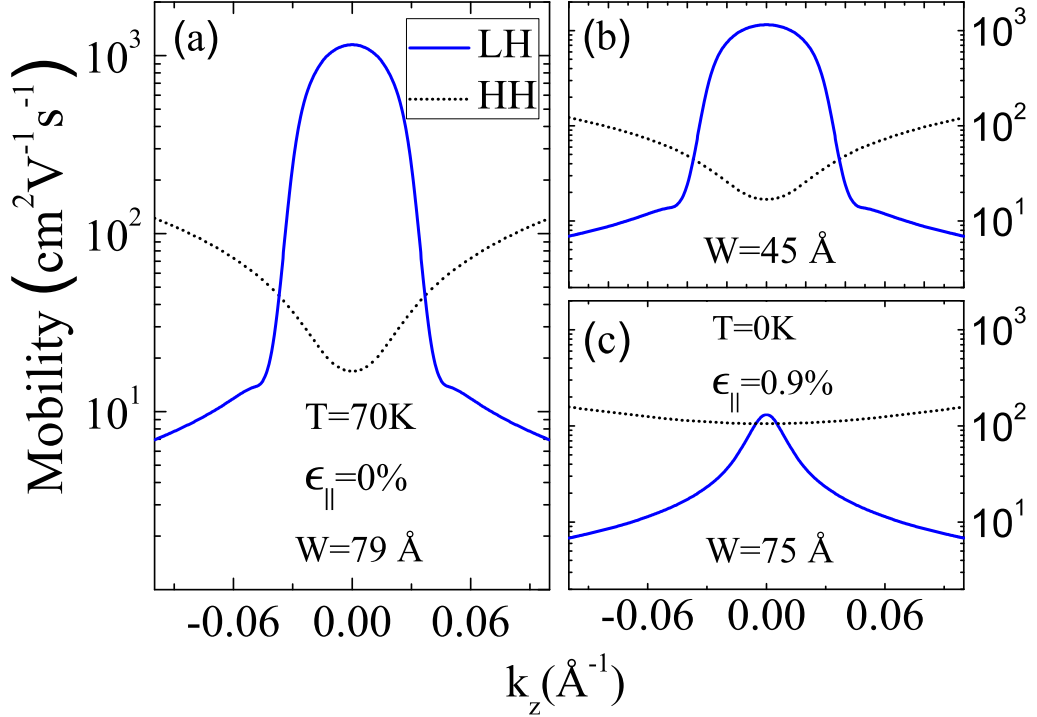 Mobility (cm²V⁻¹s⁻¹)
(a)
LH
HH
10³
10²
10¹
T=70K
ϵ||=0%
W=79 Å
-0.06 0.00 0.06
(b)
10³
10²
10¹
W=45 Å
(c)
T=0K
ϵ||=0.9%
10³
10²
10¹
W=75 Å
-0.06 0.00 0.06
k_z(Å⁻¹)